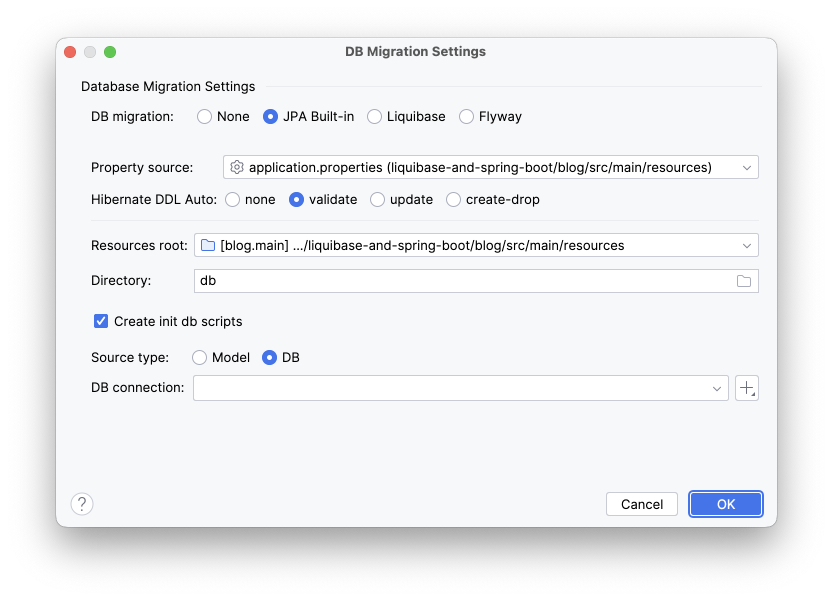 DB Migration Settings
Database Migration Settings
DB migration: None JPA Built-in Liquibase Flyway
Property source: application.properties (liquibase-and-spring-boot/blog/src/main/resources)
Hibernate DDL Auto: none validate update create-drop
Resources root: [blog.main] .../liquibase-and-spring-boot/blog/src/main/resources
Directory: db
Create init db scripts
Source type: Model DB
DB connection:
? Cancel OK